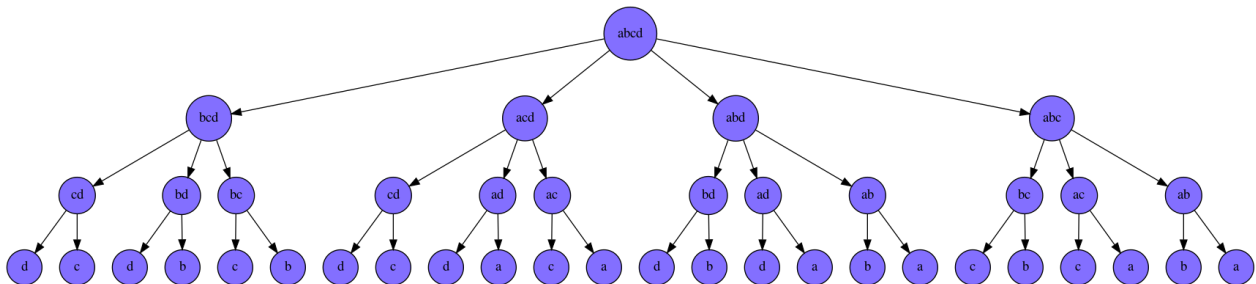 abcd
bcd acd abd abc
cd bd bc cd ad ac bd ad ab bc ac ab
d c d b c b d c d a c a d b d a b a c b c a b a